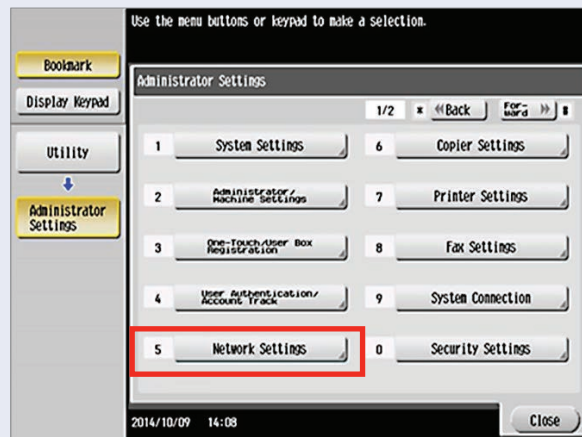 Use the menu buttons or keypad to make a selection.
Bookmark
Display Keypad
Utility
Administrator
Settings
Administrator Settings
1/2 * Back For-
ward #
1 System Settings
2 Administrator/
Machine Settings
3 One-Touch/User Box
Registration
4 User Authentication/
Account Track
5 Network Settings
6 Copier Settings
7 Printer Settings
8 Fax Settings
9 System Connection
0 Security Settings
2014/10/09 14:08
Close